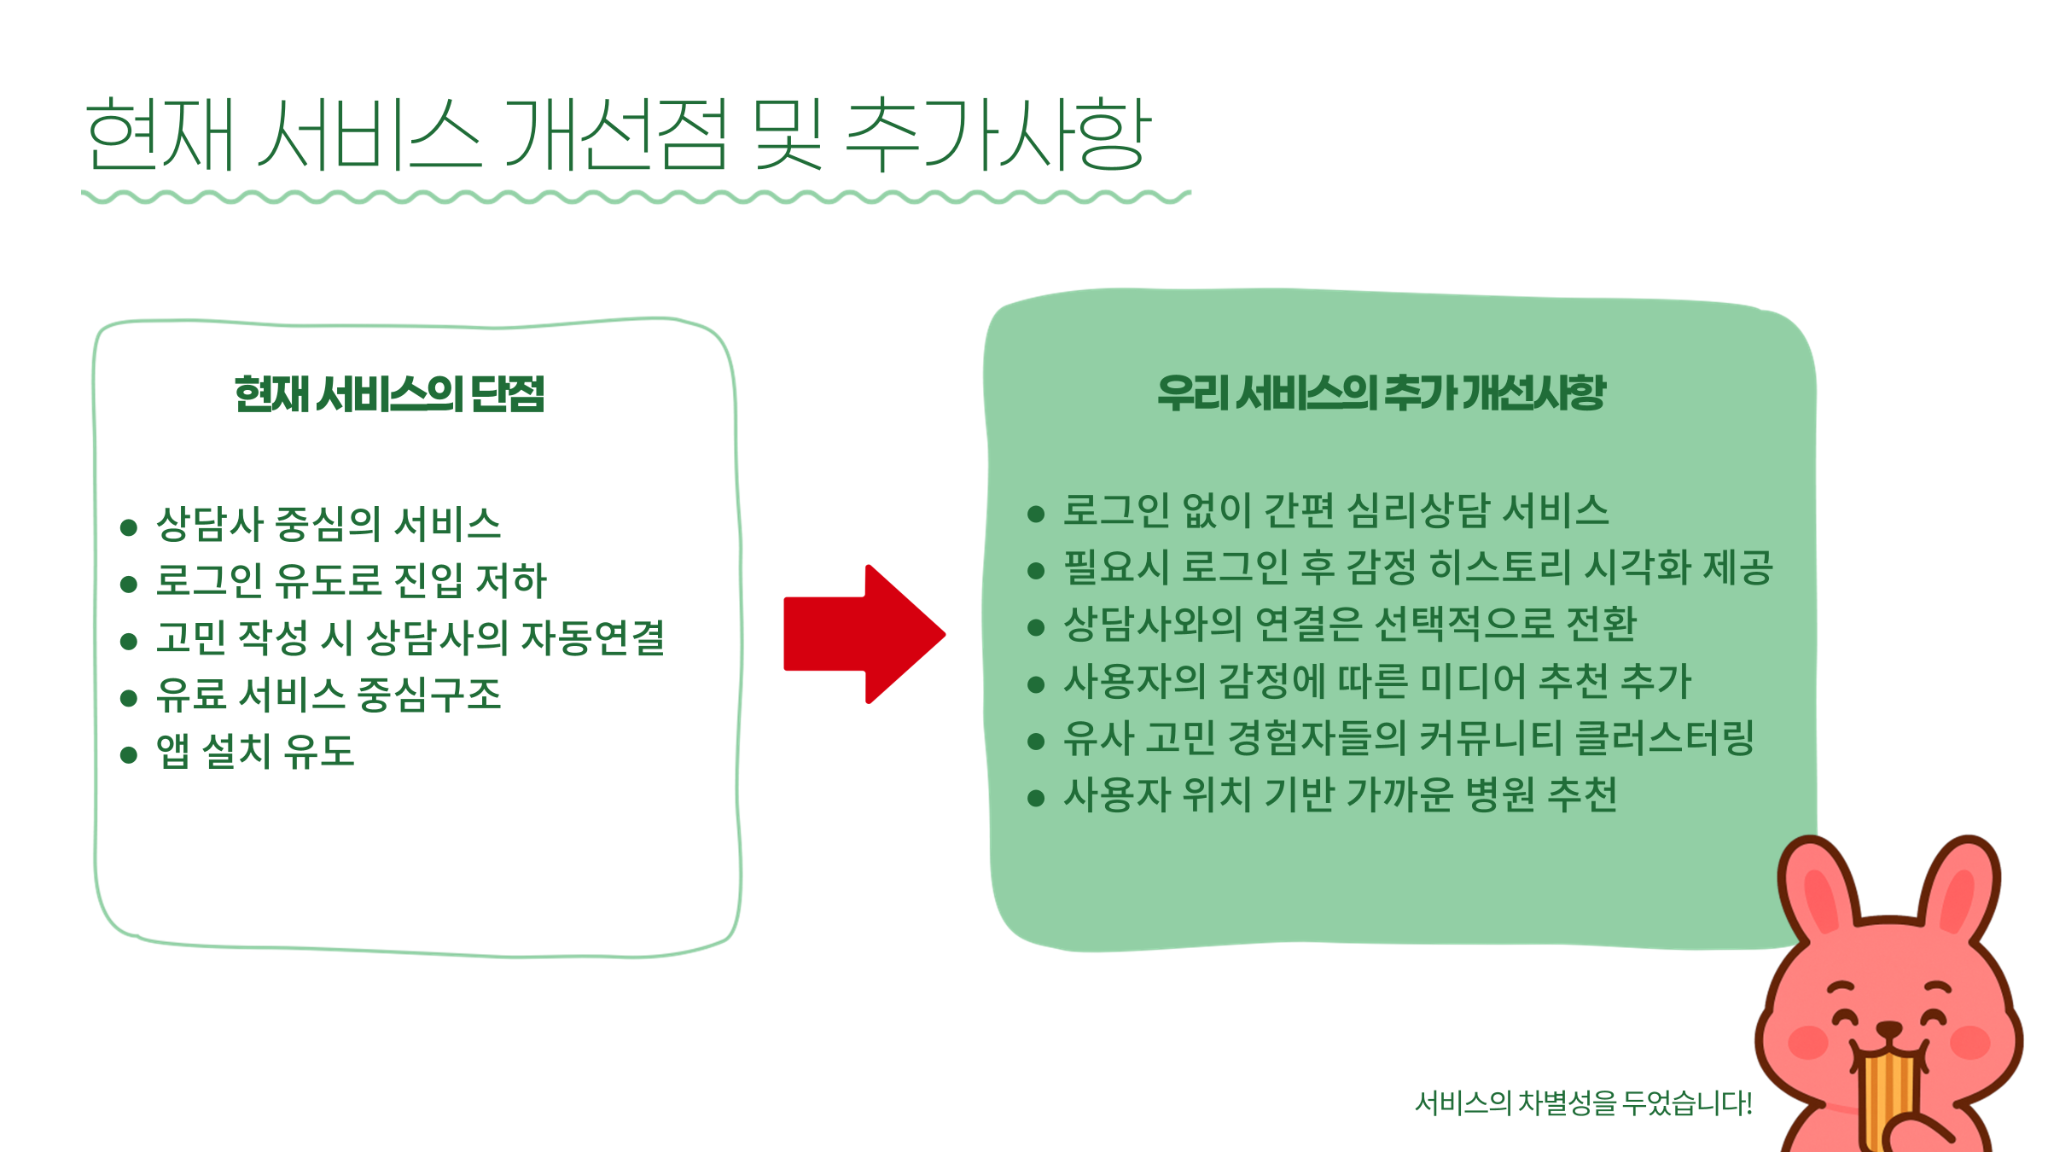 현재 서비스 개선점 및 추가사항
현재 서비스의 단점
● 상담사 중심의 서비스
● 로그인 유도로 진입 저하
● 고민 작성 시 상담사의 자동연결
● 유료 서비스 중심구조
● 앱 설치 유도
우리 서비스의 추가 개선사항
● 로그인 없이 간편 심리상담 서비스
● 필요시 로그인 후 감정 히스토리 시각화 제공
● 상담사와의 연결은 선택적으로 전환
● 사용자의 감정에 따른 미디어 추천 추가
● 유사 고민 경험자들의 커뮤니티 클러스터링
● 사용자 위치 기반 가까운 병원 추천
서비스의 차별성을 두었습니다!